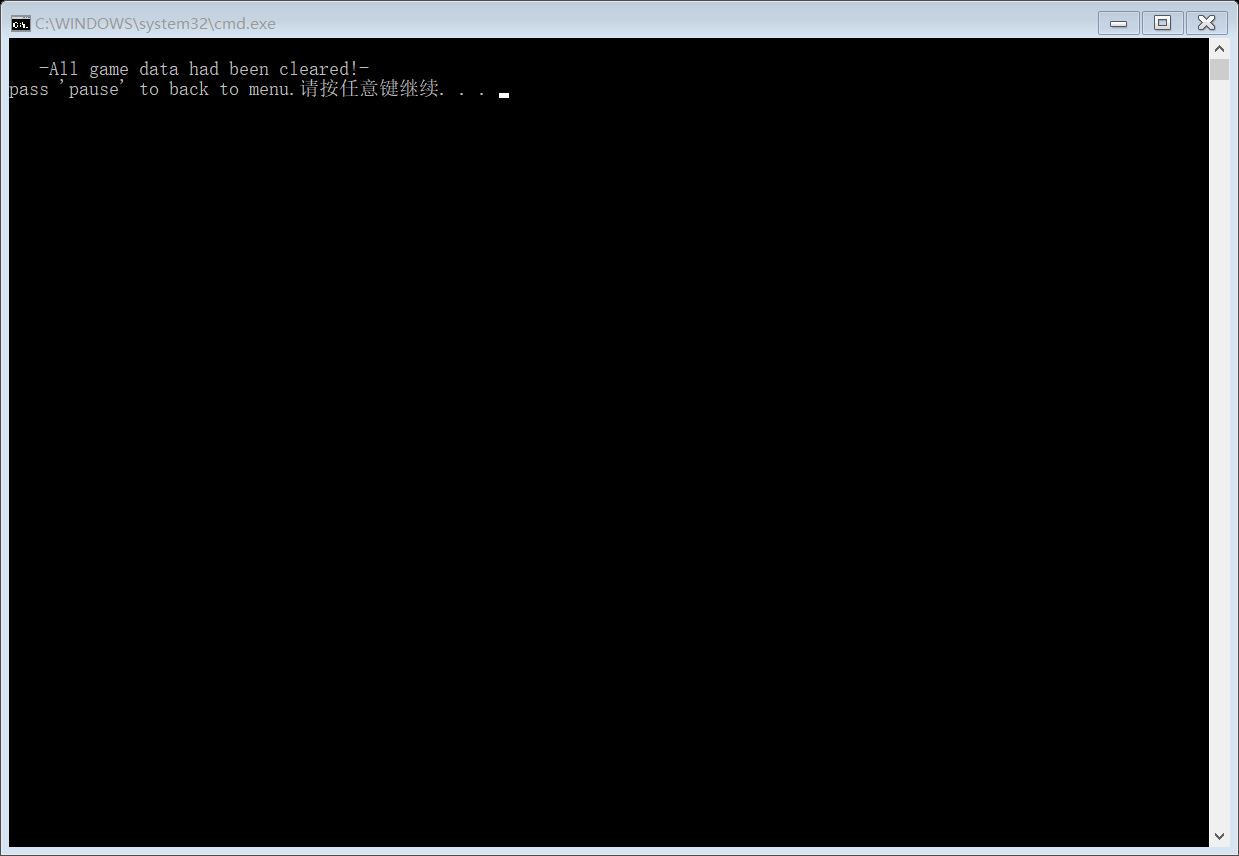 C:\WINDOWS\system32\cmd.exe
-All game data had been cleared!-
pass 'pause' to back to menu.请按任意键继续. . .